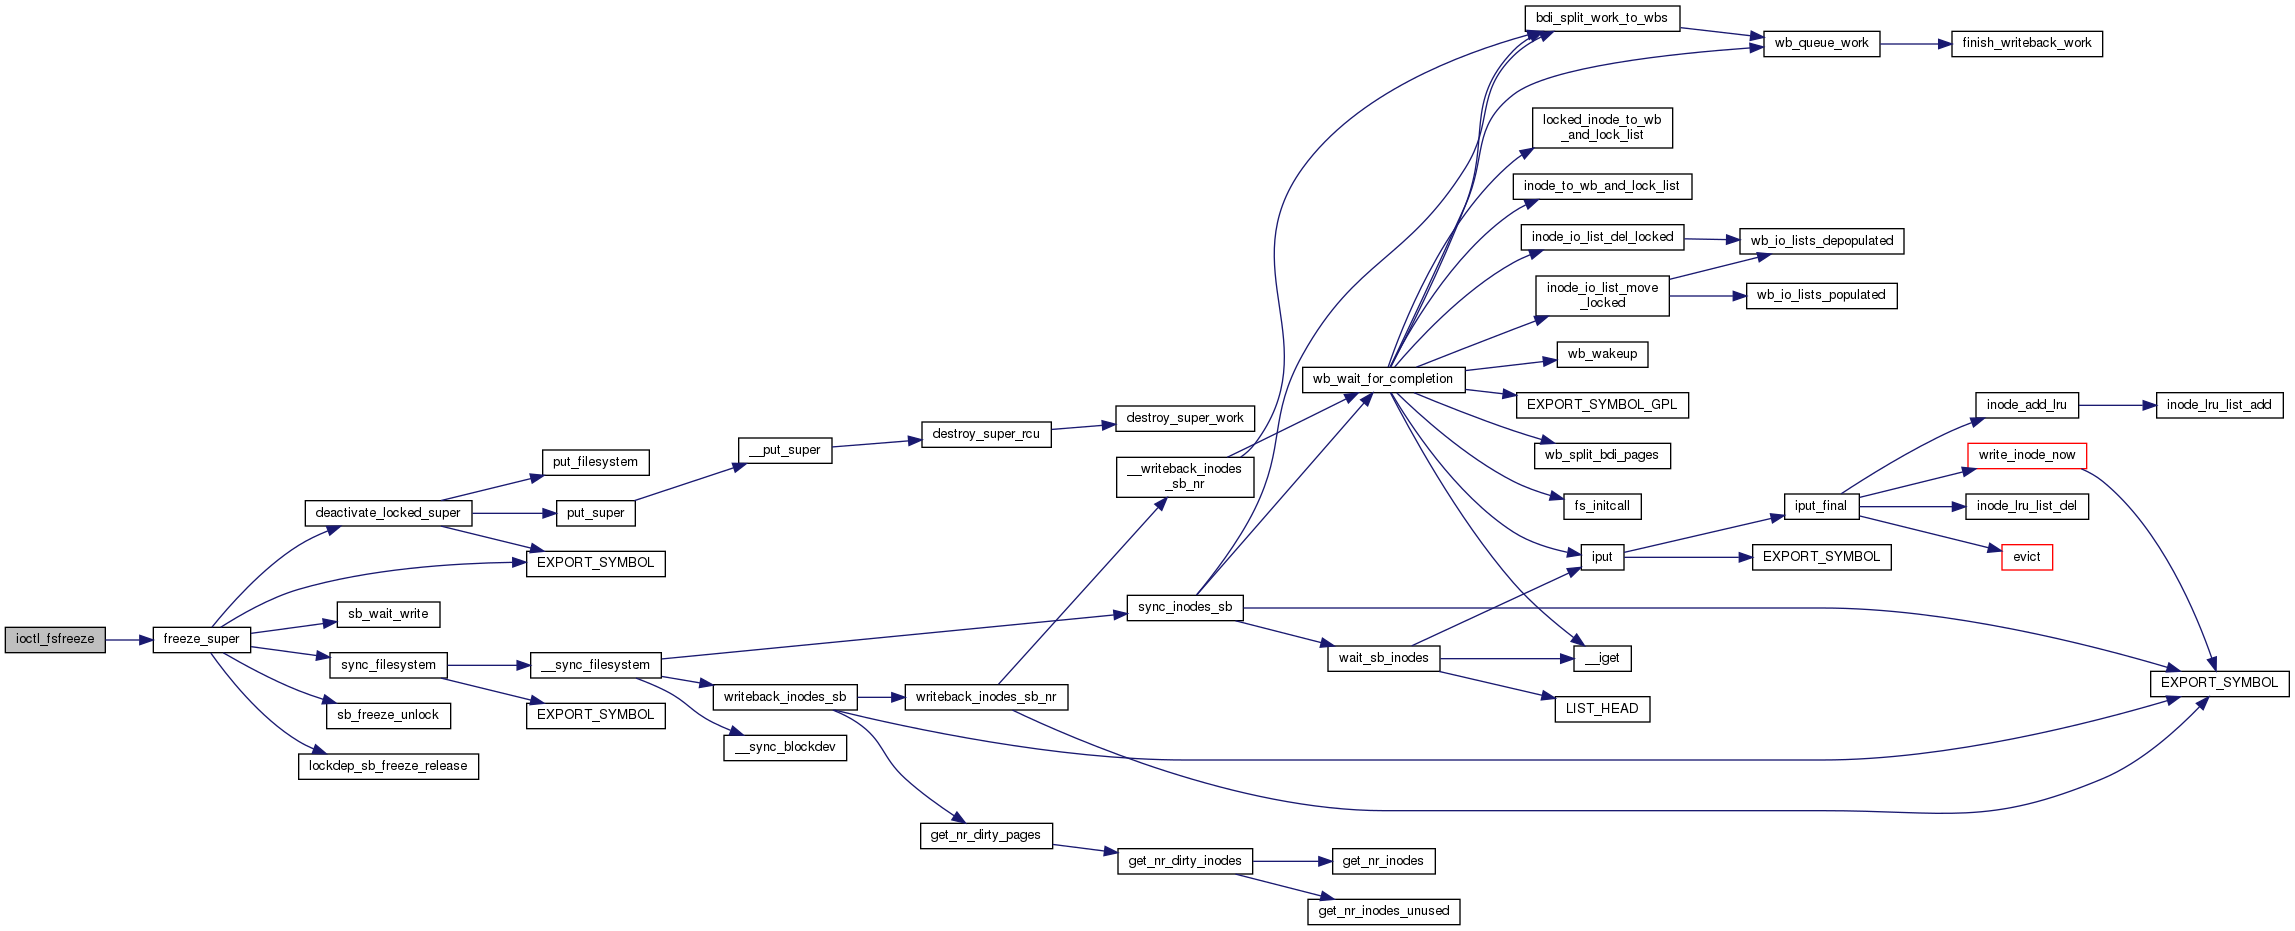 bdi_split_work_to_wbs
wb_queue_work
finish_writeback_work
locked_inode_to_wb
_and_lock_list
inode_to_wb_and_lock_list
inode_io_list_del_locked
wb_io_lists_depopulated
inode_io_list_move
_locked
wb_io_lists_populated
wb_wakeup
wb_wait_for_completion
EXPORT_SYMBOL_GPL
inode_add_lru
inode_lru_list_add
destroy_super_work
destroy_super_rcu
__put_super
put_filesystem
__writeback_inodes
_sb_nr
wb_split_bdi_pages
write_inode_now
deactivate_locked_super
put_super
fs_initcall
iput_final
inode_lru_list_del
EXPORT_SYMBOL
iput
EXPORT_SYMBOL
evict
sb_wait_write
sync_inodes_sb
ioctl_fsfreeze
freeze_super
sync_filesystem
__sync_filesystem
wait_sb_inodes
__iget
EXPORT_SYMBOL
writeback_inodes_sb
writeback_inodes_sb_nr
sb_freeze_unlock
EXPORT_SYMBOL
LIST_HEAD
__sync_blockdev
lockdep_sb_freeze_release
get_nr_dirty_pages
get_nr_dirty_inodes
get_nr_inodes
get_nr_inodes_unused